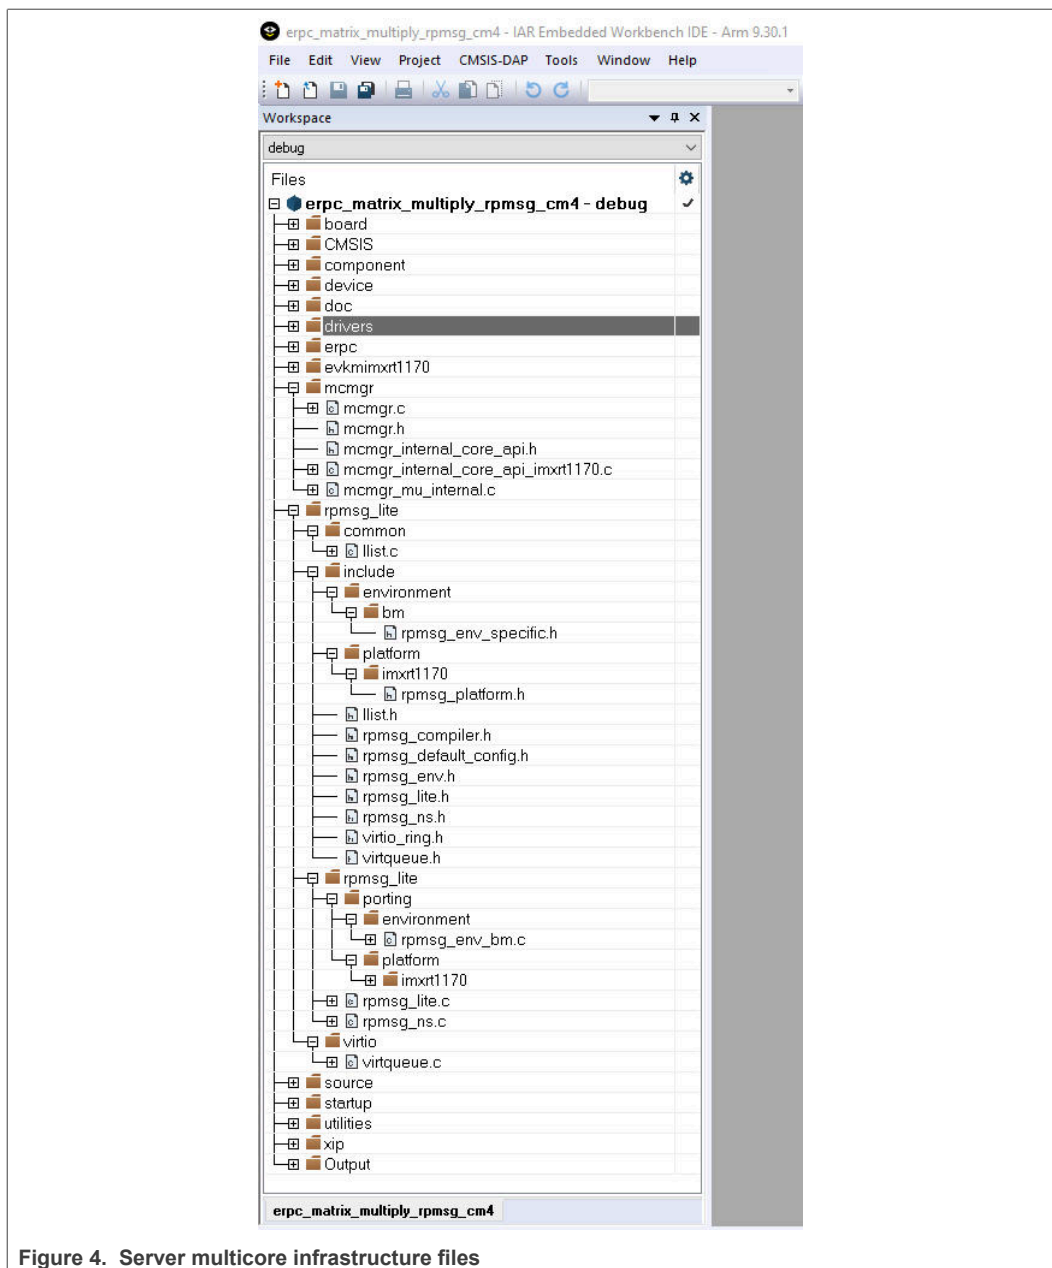 erpc_matrix_multiply_rpmsg_cm4 - IAR Embedded Workbench IDE - Arm 9.30.1
File Edit View Project CMSIS-DAP Tools Window Help
Workspace
debug
Files
erpc_matrix_multiply_rpmsg_cm4 - debug
board
CMSIS
component
device
doc
drivers
erpc
evkmimxrt1170
mcmgr
mcmgr.c
mcmgr.h
mcmgr_internal_core_api.h
mcmgr_internal_core_api_imxrt1170.c
mcmgr_mu_internal.c
rpmsg_lite
common
llist.c
include
environment
bm
rpmsg_env_specific.h
platform
imxrt1170
rpmsg_platform.h
llist.h
rpmsg_compiler.h
rpmsg_default_config.h
rpmsg_env.h
rpmsg_lite.h
rpmsg_ns.h
virtio_ring.h
virtqueue.h
rpmsg_lite
porting
environment
rpmsg_env_bm.c
platform
imxrt1170
rpmsg_lite.c
rpmsg_ns.c
virtio
virtqueue.c
source
startup
utilities
xip
Output
erpc_matrix_multiply_rpmsg_cm4
Figure 4. Server multicore infrastructure files